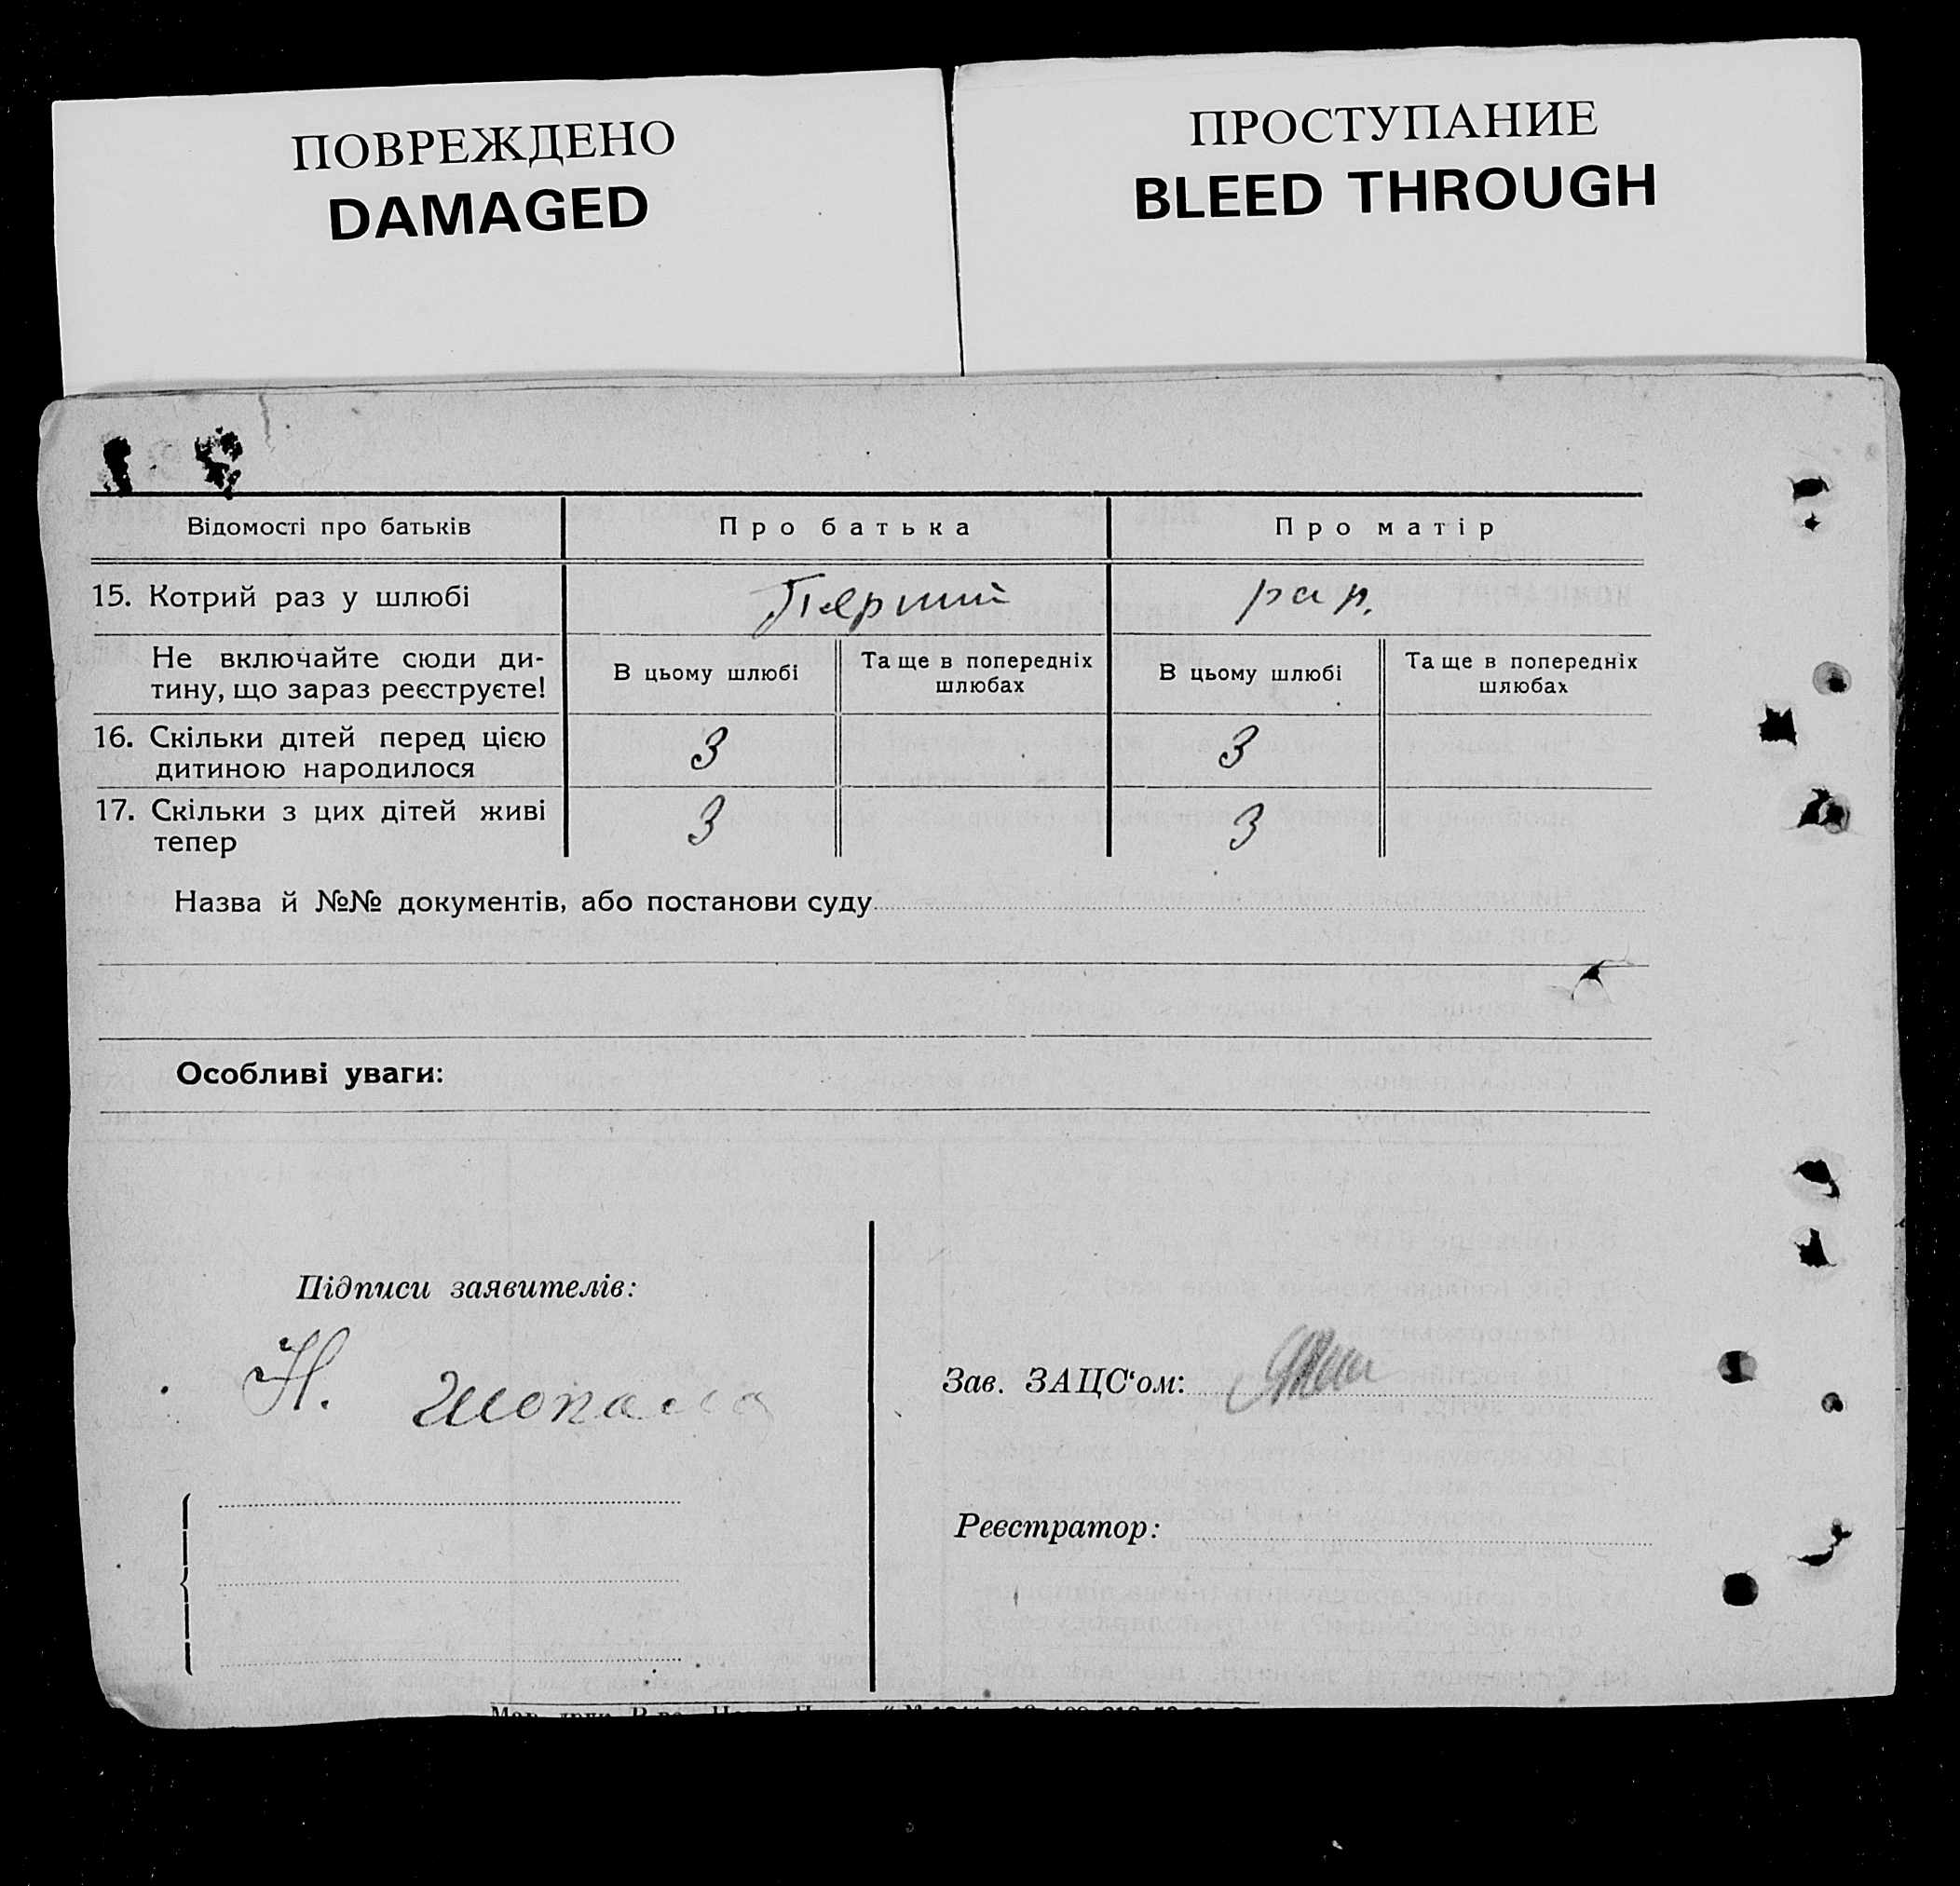 ПОВРЕЖДЕНО
DAMAGED
ПРОСТУПАНИЕ
BLEED THROUGH
Відомості про батьків
Про батька
Про матір
15. Котрий раз у шлюбі
Перший
раз.
Не включайте сюди ди-
тину, що зараз реєструєте!
В цьому шлюбі
Та ще в попередніх
шлюбах
В цьому шлюбі
Та ще в попередніх
шлюбах
16. Скільки дітей перед цією
дитиною народилося
3
3
17. Скільки з цих дітей живі
тепер
3
3
Назва й №№ документів, або постанови суду
Особливі уваги:
Підписи заявителів:
Н.
Зав. ЗАЦС‘ом:
Реєстратор: